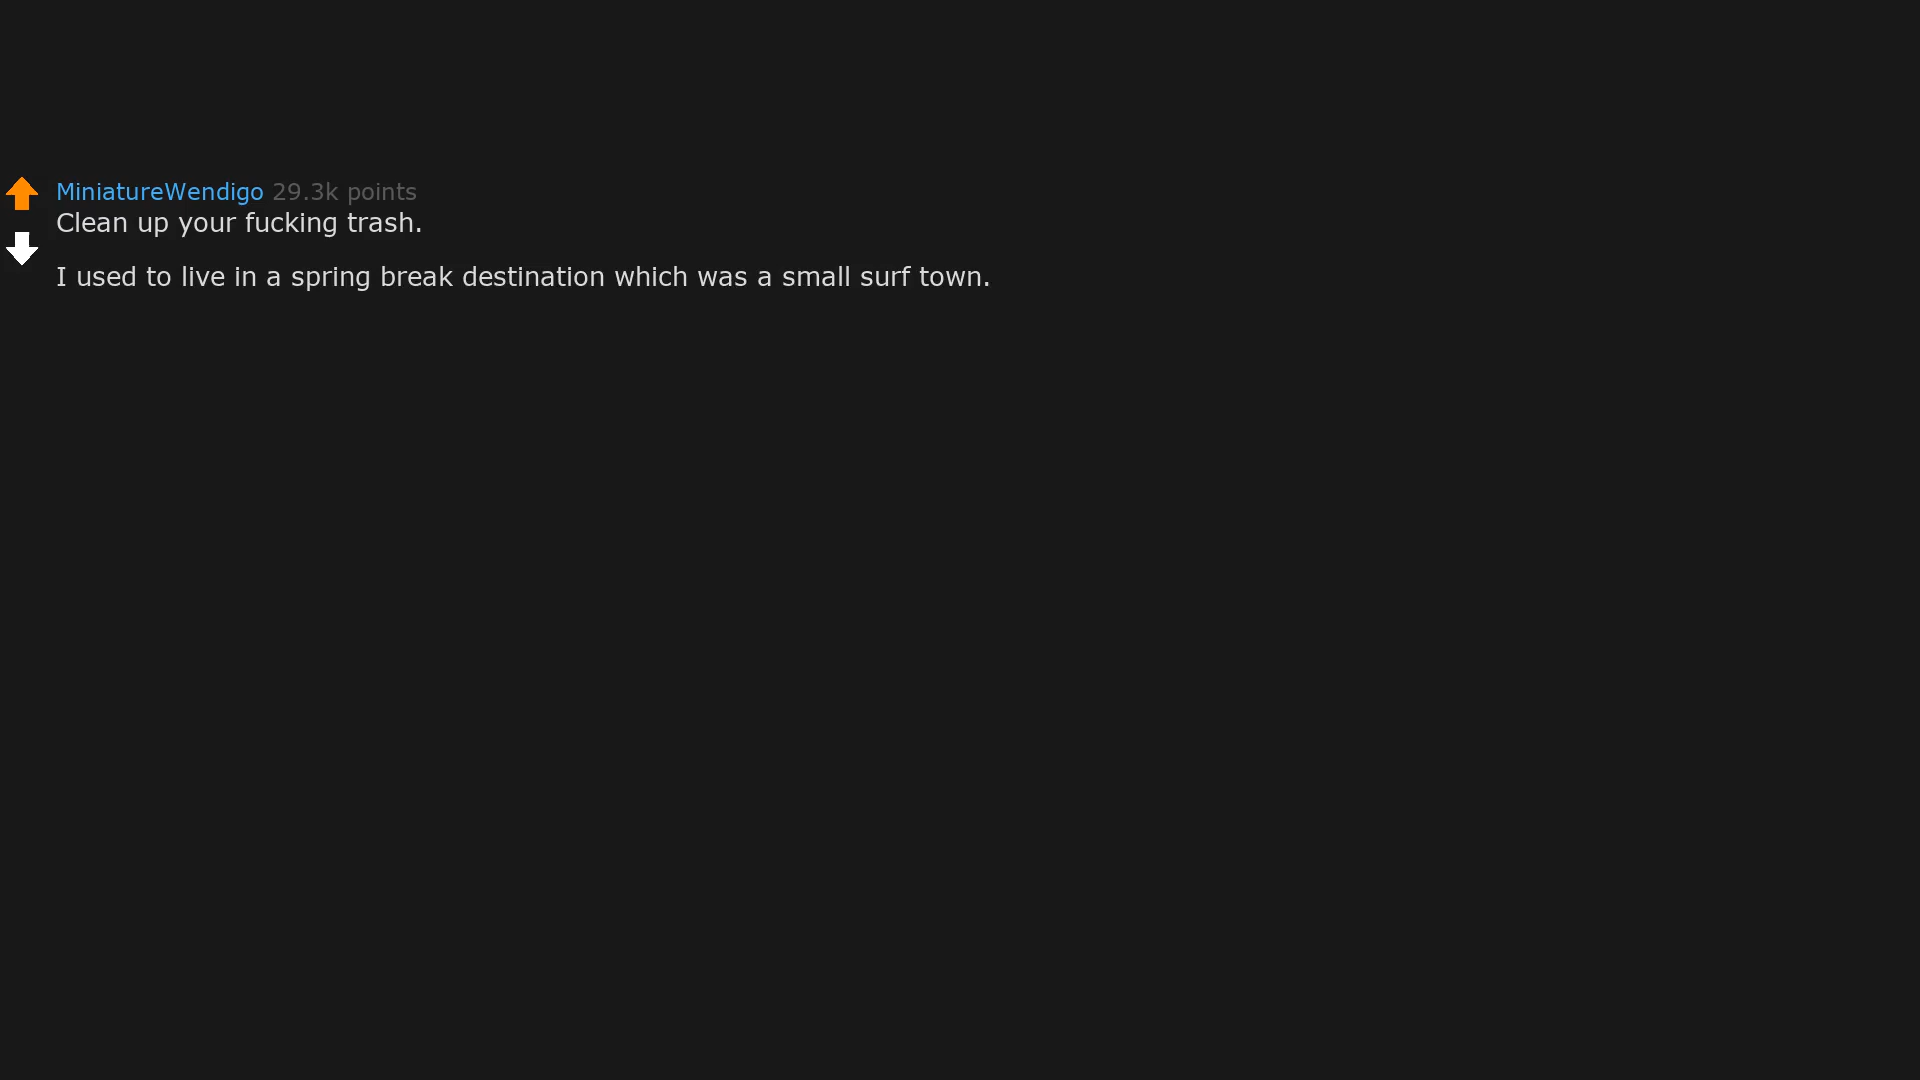 MiniatureWendigo 29.3k points
Clean up your fucking trash.
I used to live in a spring break destination which was a small surf town.